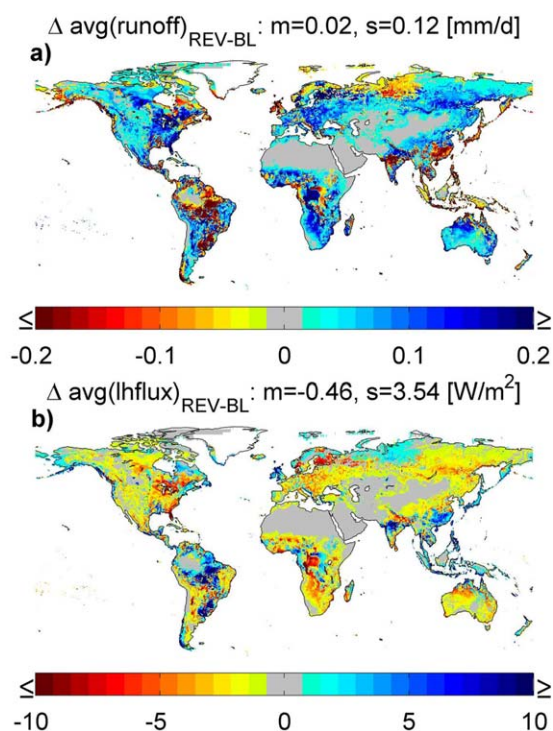 Δ avg(runoff)REV-BL: m=0.02, s=0.12 [mm/d]
a)
≤ ≥
-0.2 -0.1 0 0.1 0.2
Δ avg(lhflux)REV-BL: m=-0.46, s=3.54 [W/m²]
b)
≤ ≥
-10 -5 0 5 10